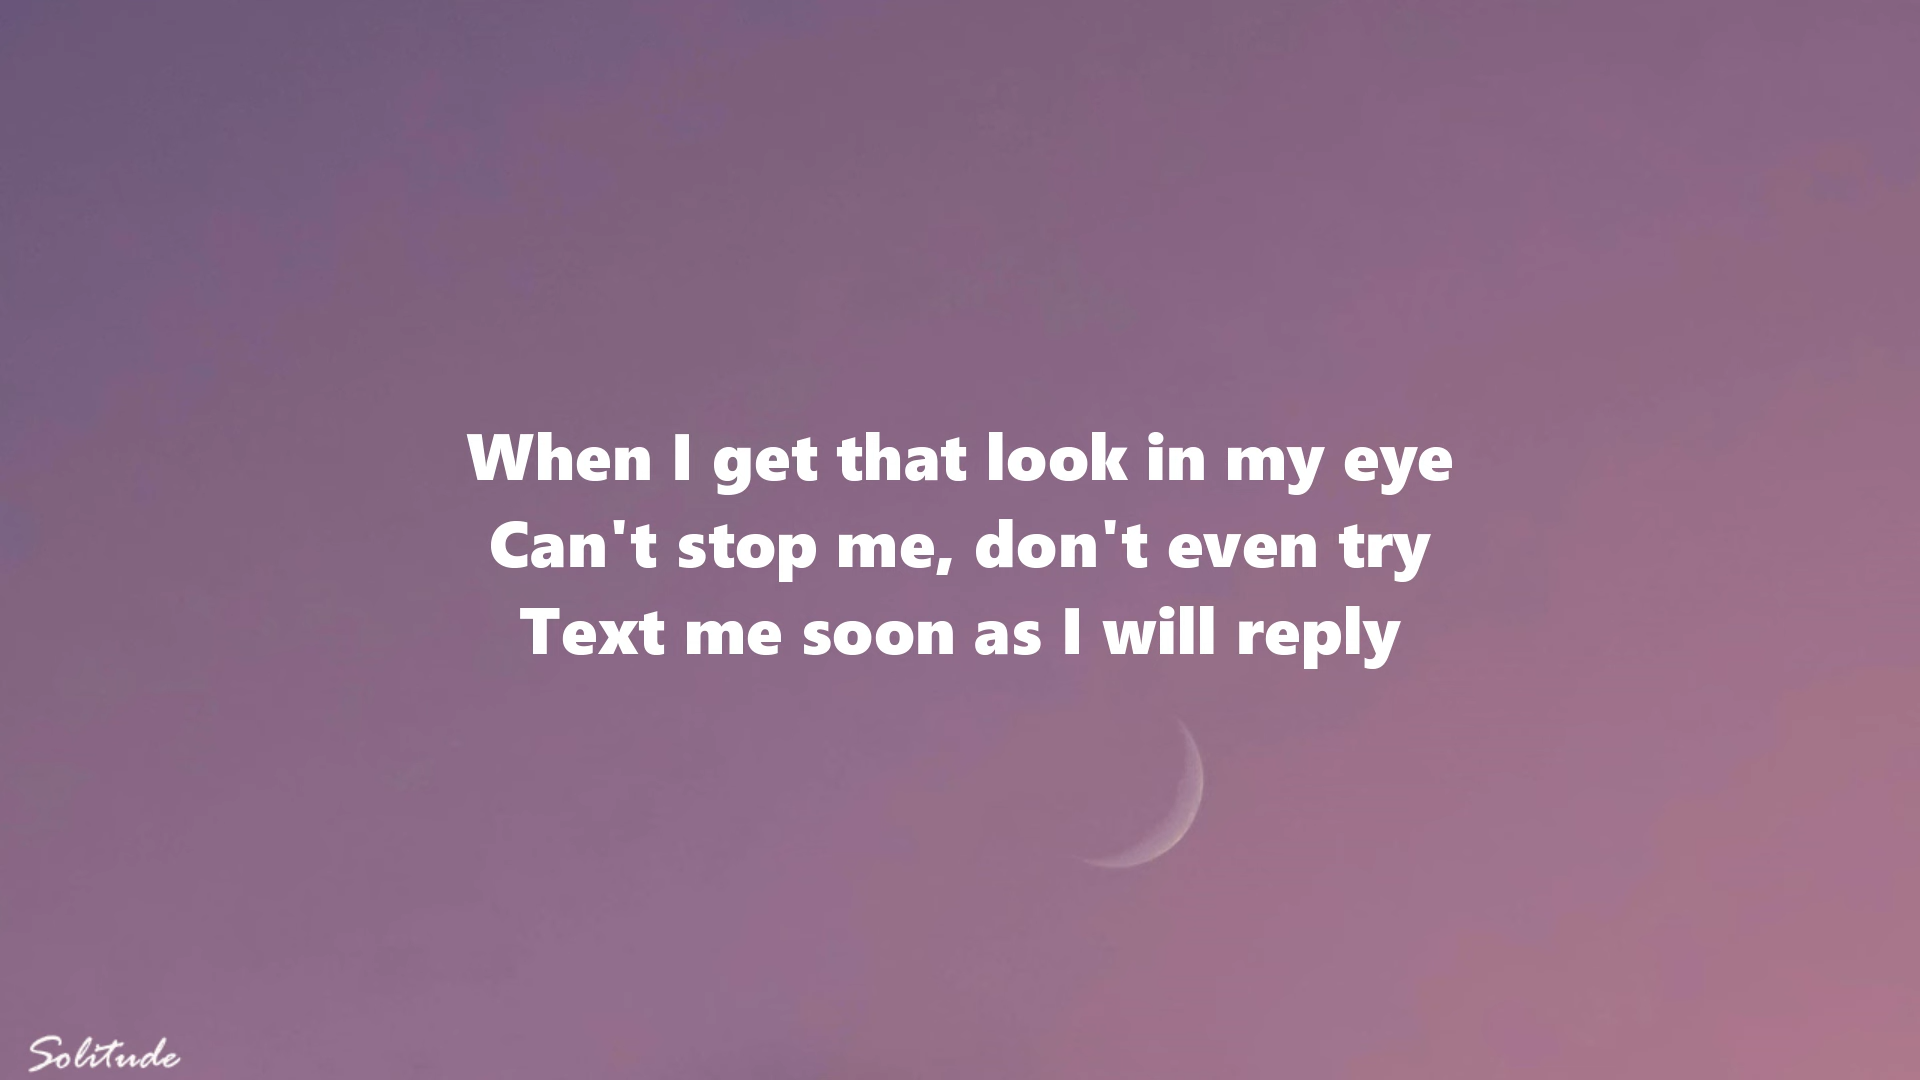 When I get that look in my eye
Can't stop me, don't even try
Text me soon as I will reply
Solitude